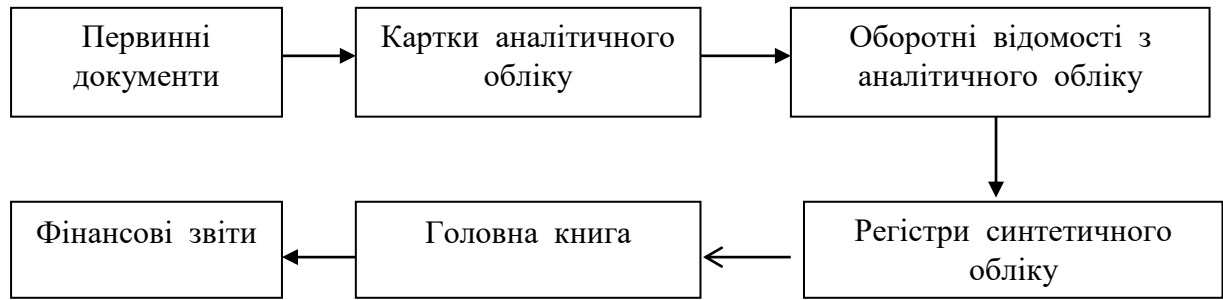 Первинні
документи
Картки аналітичного
обліку
Оборотні відомості з
аналітичного обліку
Фінансові звіти
Головна книга
Регістри синтетичного
обліку